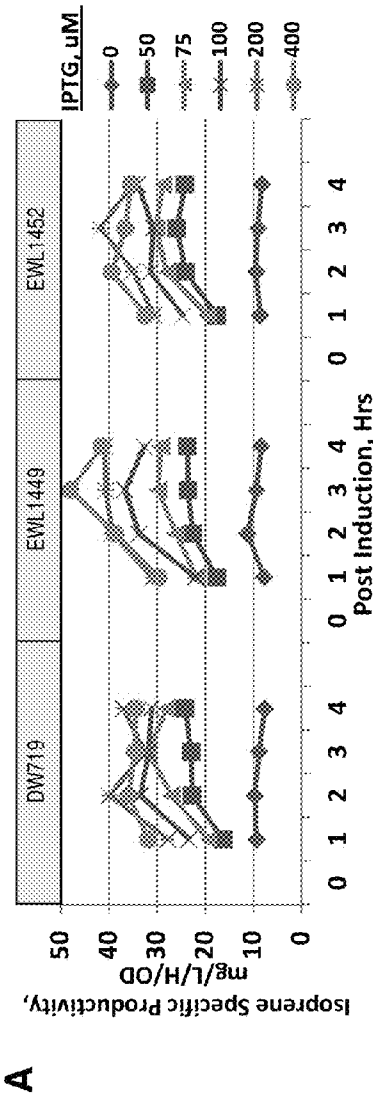 A
DW719
EWL1449
EWL1452
IPTG, uM
0
50
75
100
200
400
Isoprene Specific Productivity,
mg/L/H/OD
50
40
30
20
10
0
0 1 2 3 4 0 1 2 3 4 0 1 2 3 4
Post Induction, Hrs